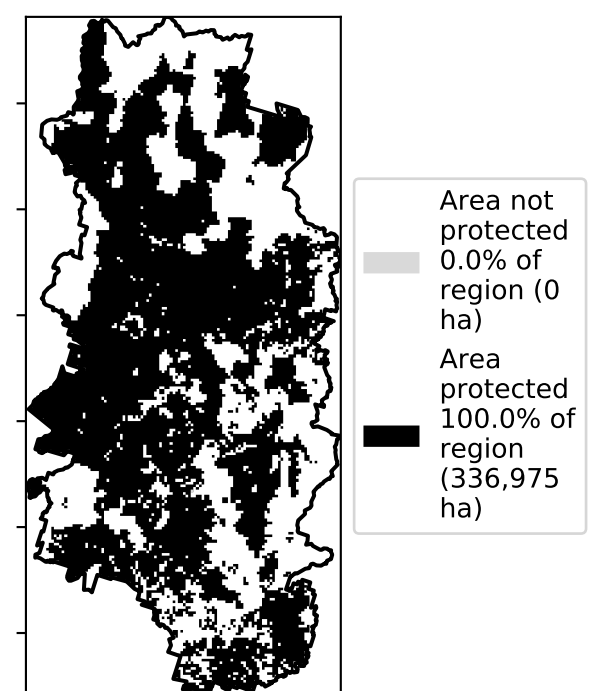 Area not
protected
0.0% of
region (0
ha)
Area
protected
100.0% of
region
(336,975
ha)